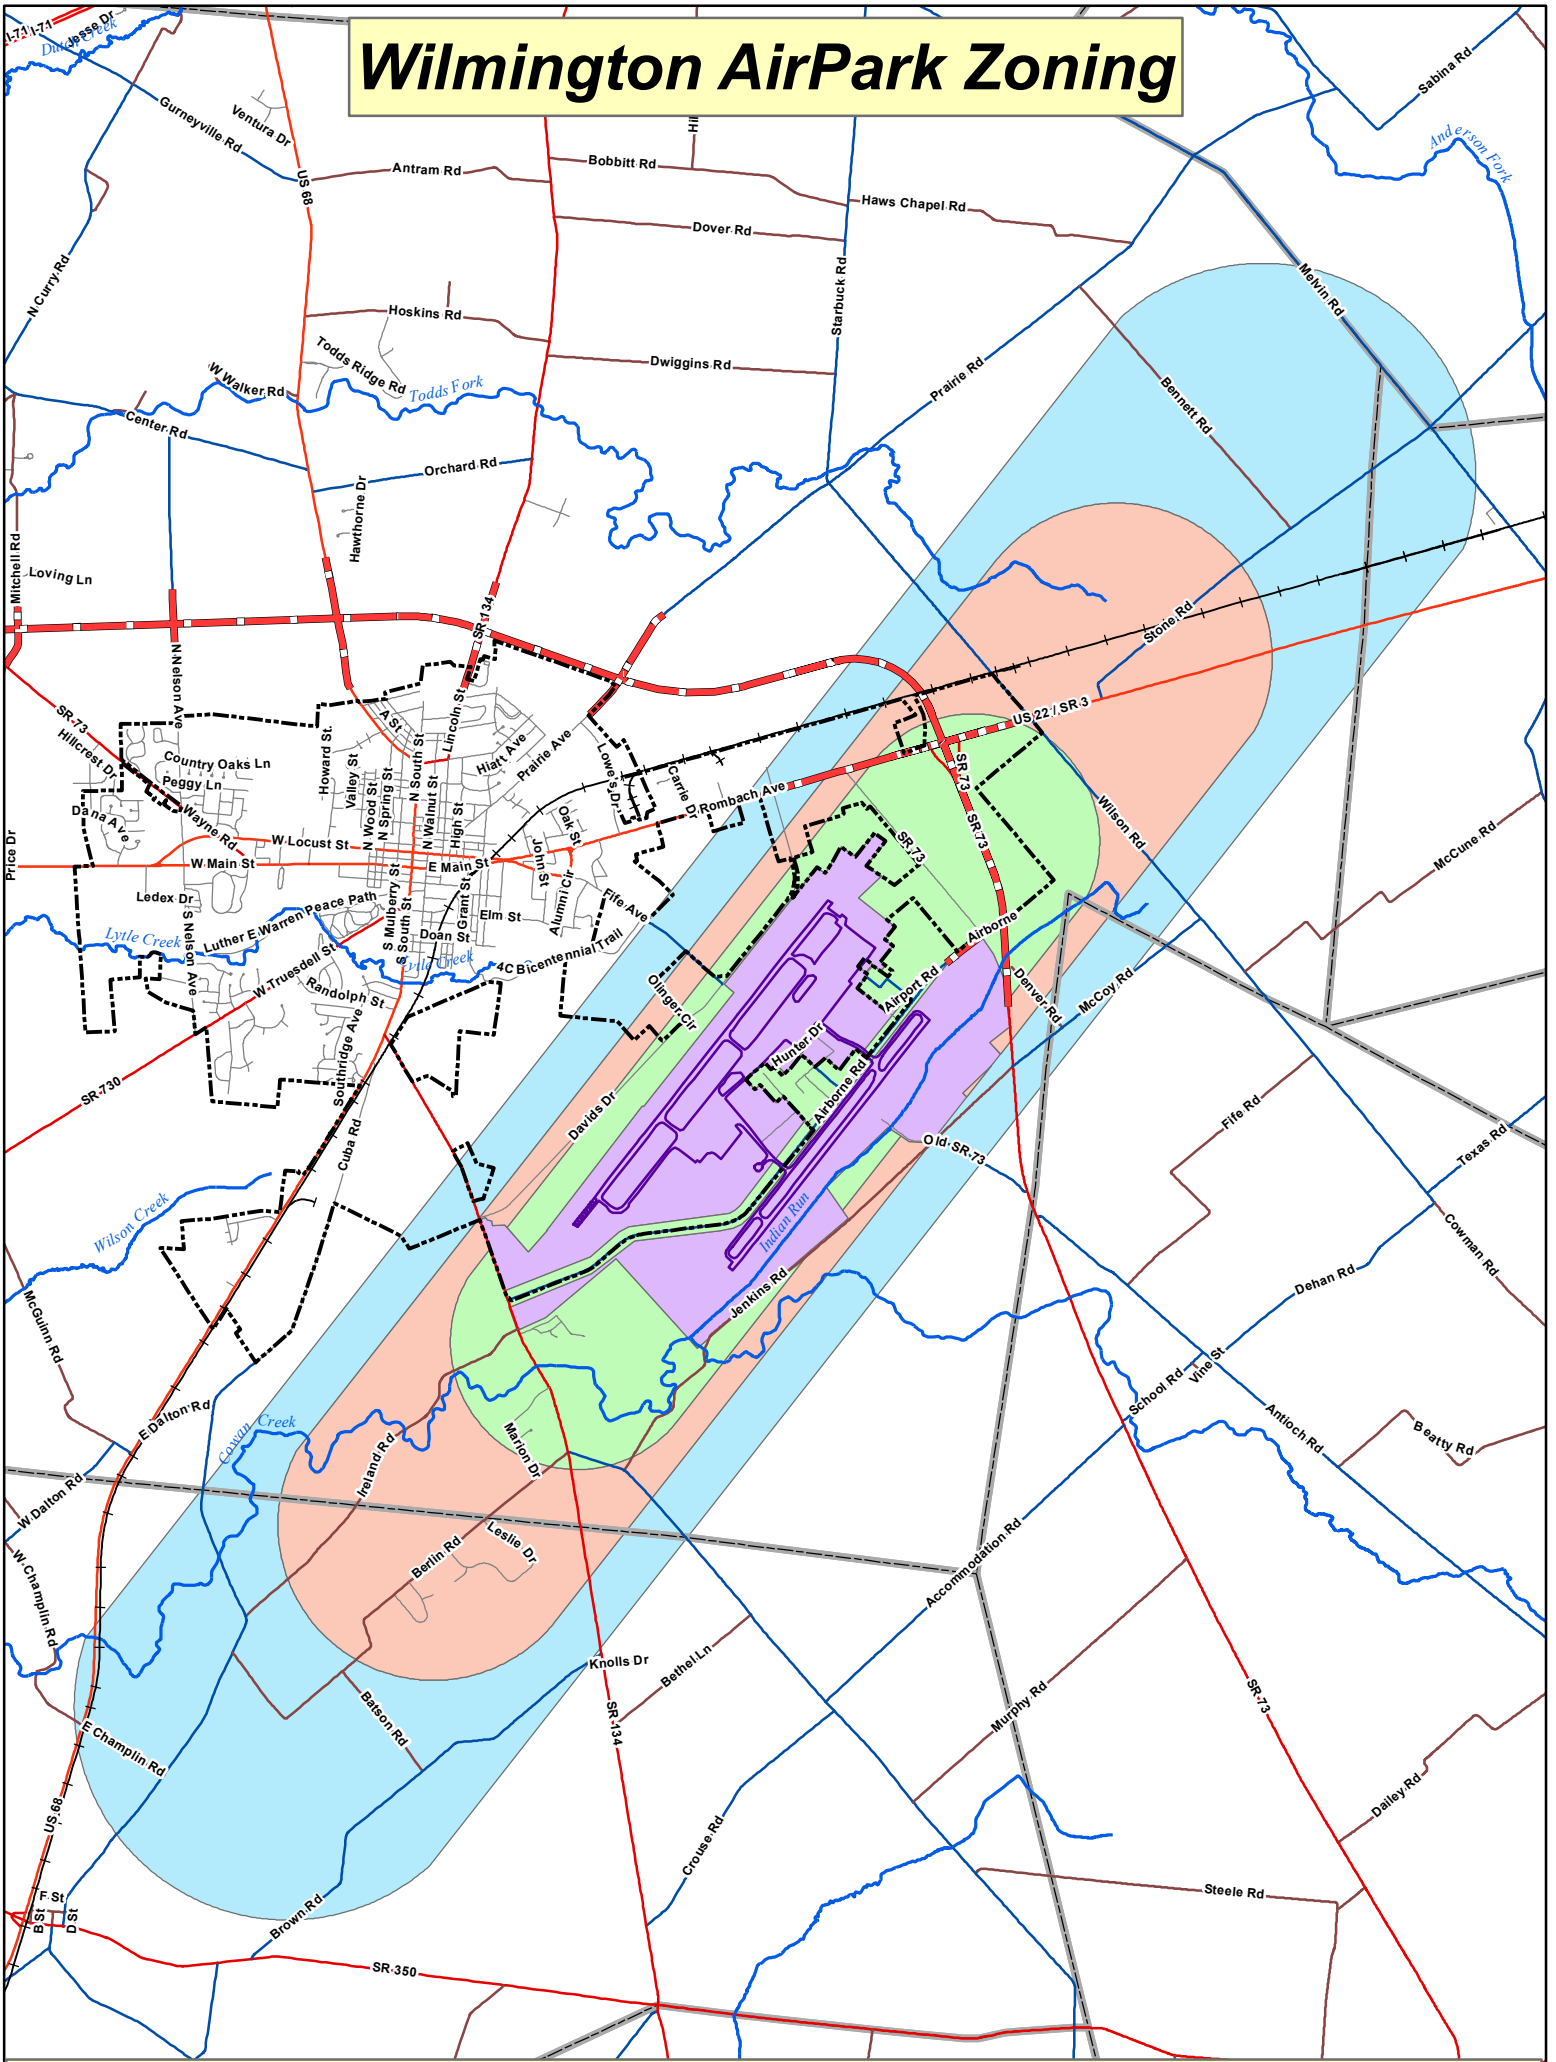 Wilmington AirPark Zoning
I-71
I-71
Jesse Dr
Dutch Creek
Sabina Rd
Gurneyville Rd
Ventura Dr
Hil
Anderson Fork
Antram Rd
Bobbitt Rd
US 68
Haws Chapel Rd
Dover Rd
N Curry Rd
Starbuck Rd
Melvin Rd
Hoskins Rd
Todds Ridge Rd
Dwiggins Rd
W Walker Rd
Todds Fork
Prairie Rd
Bennett Rd
Center Rd
Orchard Rd
Hawthorne Dr
Mitchell Rd
Loving Ln
SR 134
Stone Rd
N Nelson Ave
SR 73
US 22 / SR 3
A St
Lincoln St
Hillcrest Dr
Country Oaks Ln
Howard St.
Valley St
N South St
Hiatt Ave
Prairie Ave
Lowe's Dr
Carrie Dr
SR 73
Peggy Ln
N Wood St
N Spring St
N Walnut St
High St
Rombach Ave
Wilson Rd
Dana Ave
Wayne Rd
Oak St
SR 73
SR 73
McCune Rd
Price Dr
W Locust St
W Main St
E Main St
John St
Ledex Dr
Luther E Warren Peace Path
S Mulberry St
S South St
Grant St
Elm St
Alumni Cir
Fife Ave
Lytle Creek
S Nelson Ave
Doan St
Airborne
W Truesdell St
Lytle Creek
4C Bicentennial Trail
Randolph St
Olinger Cir
Airport Rd
Denver Rd
McCoy Rd
Southridge Ave
Hunter Dr
SR 730
Davids Dr
Airborne Rd
Fife Rd
Cuba Rd
Old SR 73
Texas Rd
Wilson Creek
Indian Run
Cowman Rd
McGuinn Rd
Jenkins Rd
Dehan Rd
School Rd
Vine St
E Dalton Rd
Cowan Creek
Antioch Rd
Marion Dr
Beatty Rd
Ireland Rd
W Dalton Rd
Leslie Dr
Berlin Rd
Accommodation Rd
W Champlin Rd
Knolls Dr
Bethel Ln
Batson Rd
SR 134
Murphy Rd
SR 73
E Champlin Rd
US 68
Crouse Rd
Dailey Rd
F St
B St
D St
Brown Rd
Steele Rd
SR 350